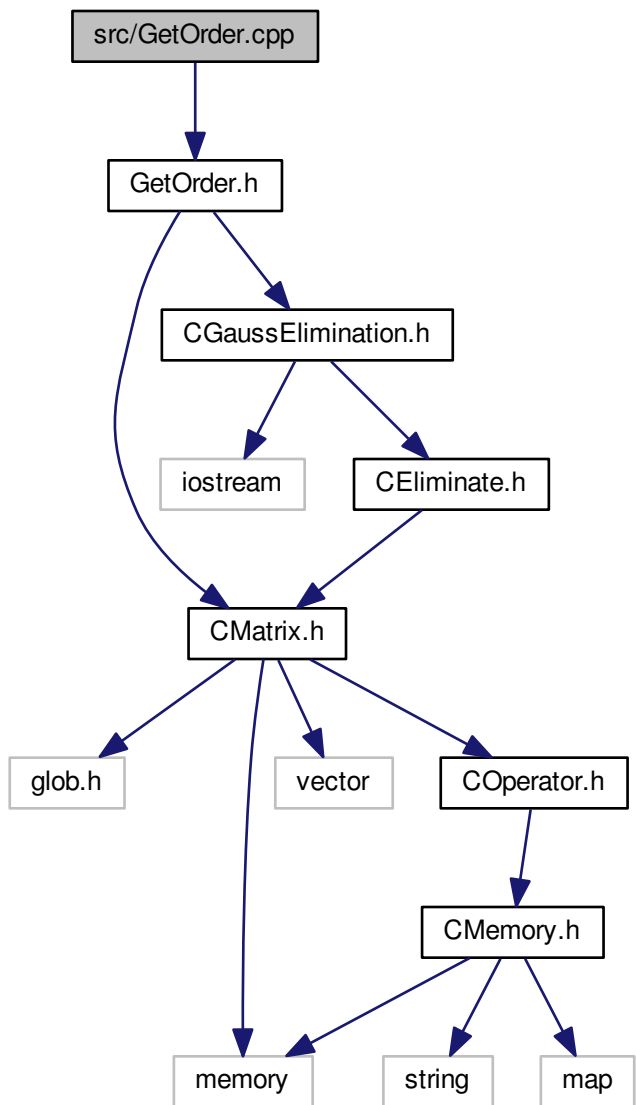 src/GetOrder.cpp
GetOrder.h
CGaussElimination.h
iostream
CEliminate.h
CMatrix.h
glob.h
vector
COperator.h
CMemory.h
memory
string
map